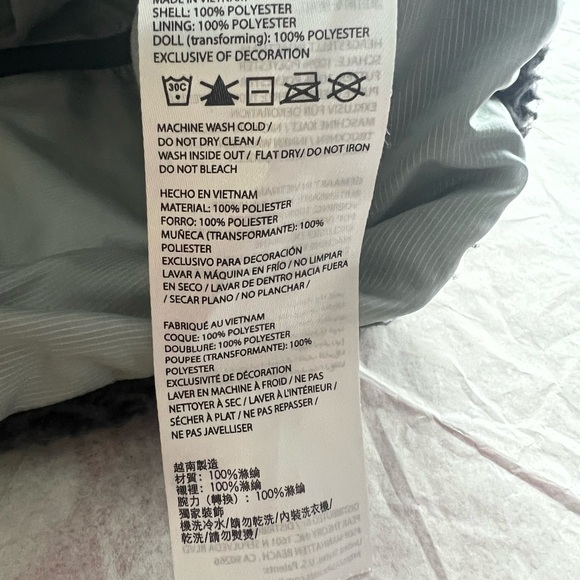 MADE IN VIETNAM
SHELL: 100% POLYESTER
LINING: 100% POLYESTER
DOLL (transforming): 100% POLYESTER
EXCLUSIVE OF DECORATION
30C
MACHINE WASH COLD /
DO NOT DRY CLEAN /
WASH INSIDE OUT / FLAT DRY/ DO NOT IRON
DO NOT BLEACH
HECHO EN VIETNAM
MATERIAL: 100% POLIESTER
FORRO: 100% POLIESTER
MUÑECA (TRANSFORMANTE): 100%
POLIESTER
EXCLUSIVO PARA DECORACIÓN
LAVAR A MÁQUINA EN FRÍO / NO LIMPIAR
EN SECO / LAVAR DE DENTRO HACIA FUERA
/ SECAR PLANO / NO PLANCHAR /
FABRIQUÉ AU VIETNAM
COQUE: 100% POLYESTER
DOUBLURE: 100% POLYESTER
POUPEE (TRANSFORMANTE): 100%
POLYESTER
EXCLUSIVITÉ DE DÉCORATION
LAVER EN MACHINE À FROID / NE PAS
NETTOYER À SEC / LAVER À L'INTÉRIEUR /
SÉCHER À PLAT / NE PAS REPASSER /
NE PAS JAVELLISER
越南製造
材質：100%滌綸
襯裡：100%滌綸
腕力（轉換）：100%滌綸
獨家裝飾
機洗冷水/請勿乾洗/內裝洗衣機/
乾洗/請勿熨燙/